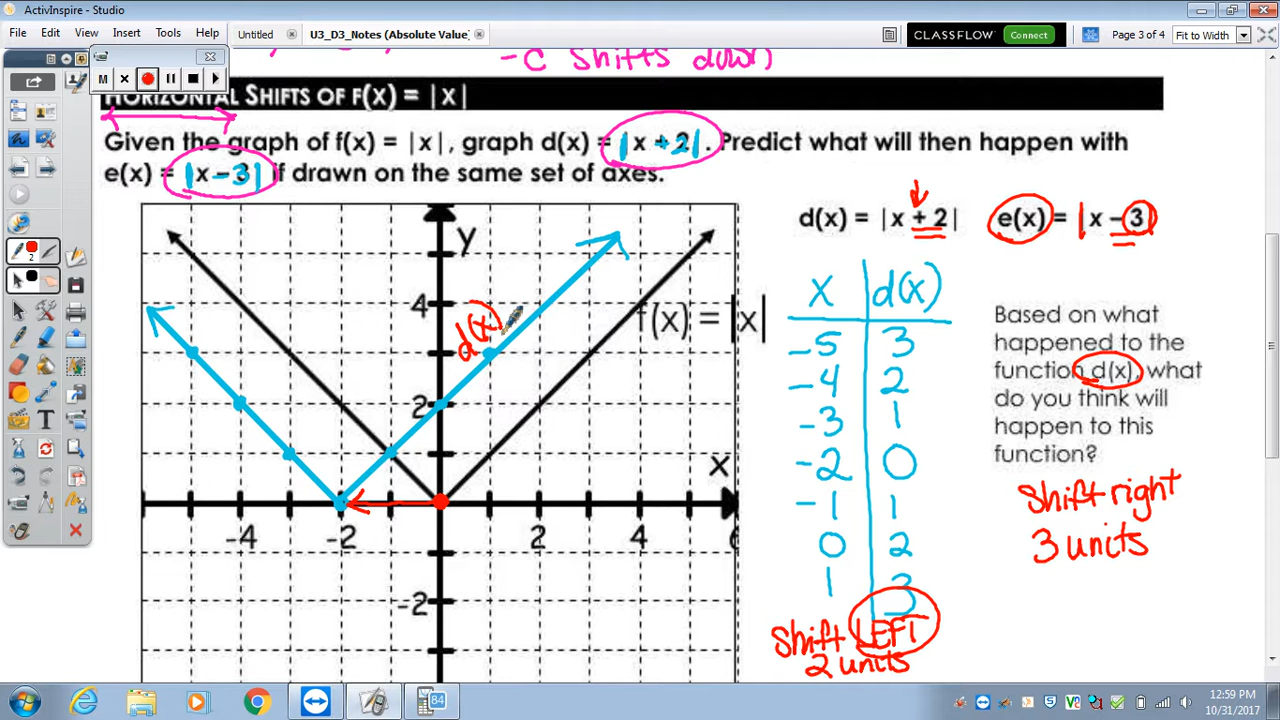 ActivInspire - Studio
File Edit View Insert Tools Help
Untitled
U3_D3_Notes (Absolute Value)
CLASSFLOW Connect
Page 3 of 4
Fit to Width
M
-C shifts down
HORIZONTAL SHIFTS OF F(X) = |X|
Given the graph of f(x) = |x|, graph d(x) = |x + 2|. Predict what will then happen with
e(x) = |x – 3| if drawn on the same set of axes.
d(x) = |x + 2|
e(x) = |x – 3|
y
4
2
-4
-2
2
4
6
-2
x
d(x)
f(x) = |x|
x d(x)
-5 3
-4 2
-3 1
-2 0
-1 1
0 2
1 3
Shift LEFT
2 units
Based on what
happened to the
function d(x), what
do you think will
happen to this
function?
Shift right
3 units
2
84
12:59 PM
10/31/2017